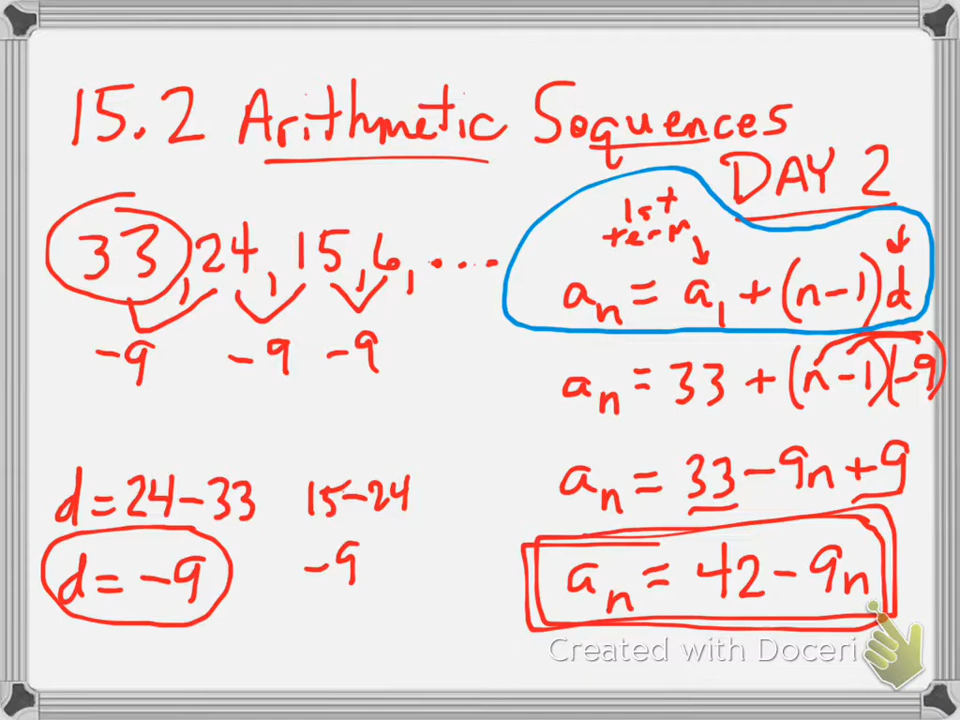 15.2 Arithmetic Sequences
DAY 2
33, 24, 15, 6, ....
-9 -9 -9
d = 24 - 33 15 - 24
d = -9 -9
1st
term
aₙ = a₁ + (n - 1) d
aₙ = 33 + (n - 1)(-9)
aₙ = 33 - 9n + 9
aₙ = 42 - 9n
Created with Doceri